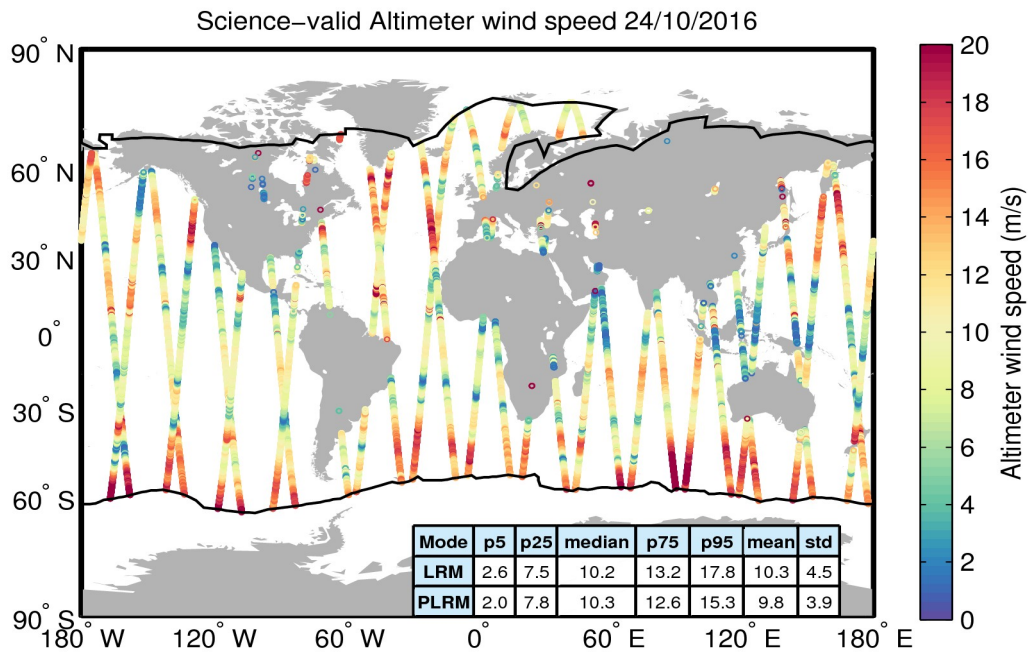 Science−valid Altimeter wind speed 24/10/2016
90° N
60° N
30° N
0°
30° S
60° S
90° S
180° W
120° W
60° W
0°
60° E
120° E
180° E
Mode p5 p25 median p75 p95 mean std
LRM 2.6 7.5 10.2 13.2 17.8 10.3 4.5
PLRM 2.0 7.8 10.3 12.6 15.3 9.8 3.9
20
18
16
14
12
10
8
6
4
2
0
Altimeter wind speed (m/s)